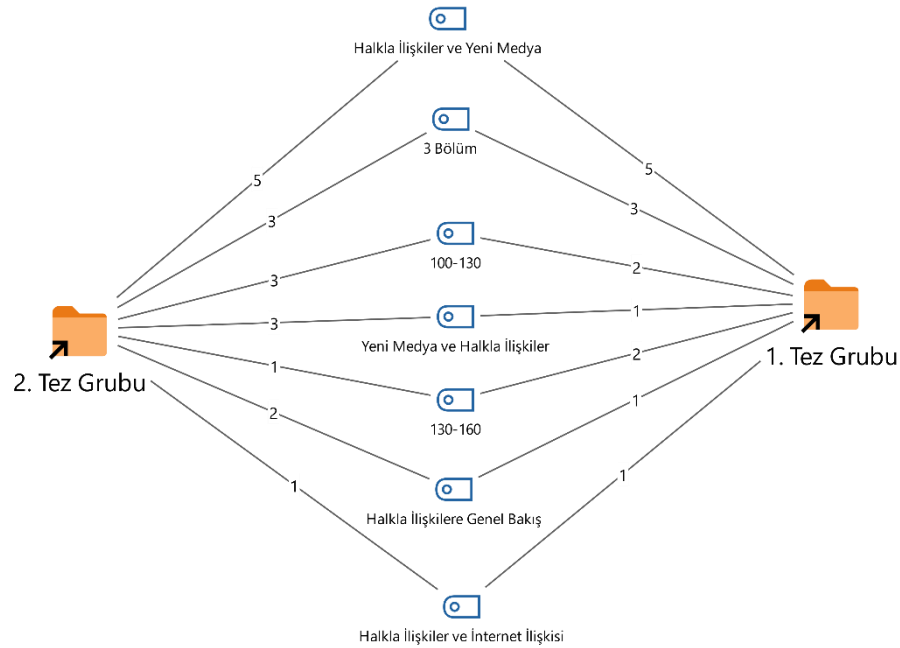 Halkla İlişkiler ve Yeni Medya
3 Bölüm
5
5
3
3
100-130
3
2
Yeni Medya ve Halkla İlişkiler
3
1
2. Tez Grubu
1. Tez Grubu
1
2
130-160
2
1
Halkla İlişkilere Genel Bakış
1
1
Halkla İlişkiler ve İnternet İlişkisi